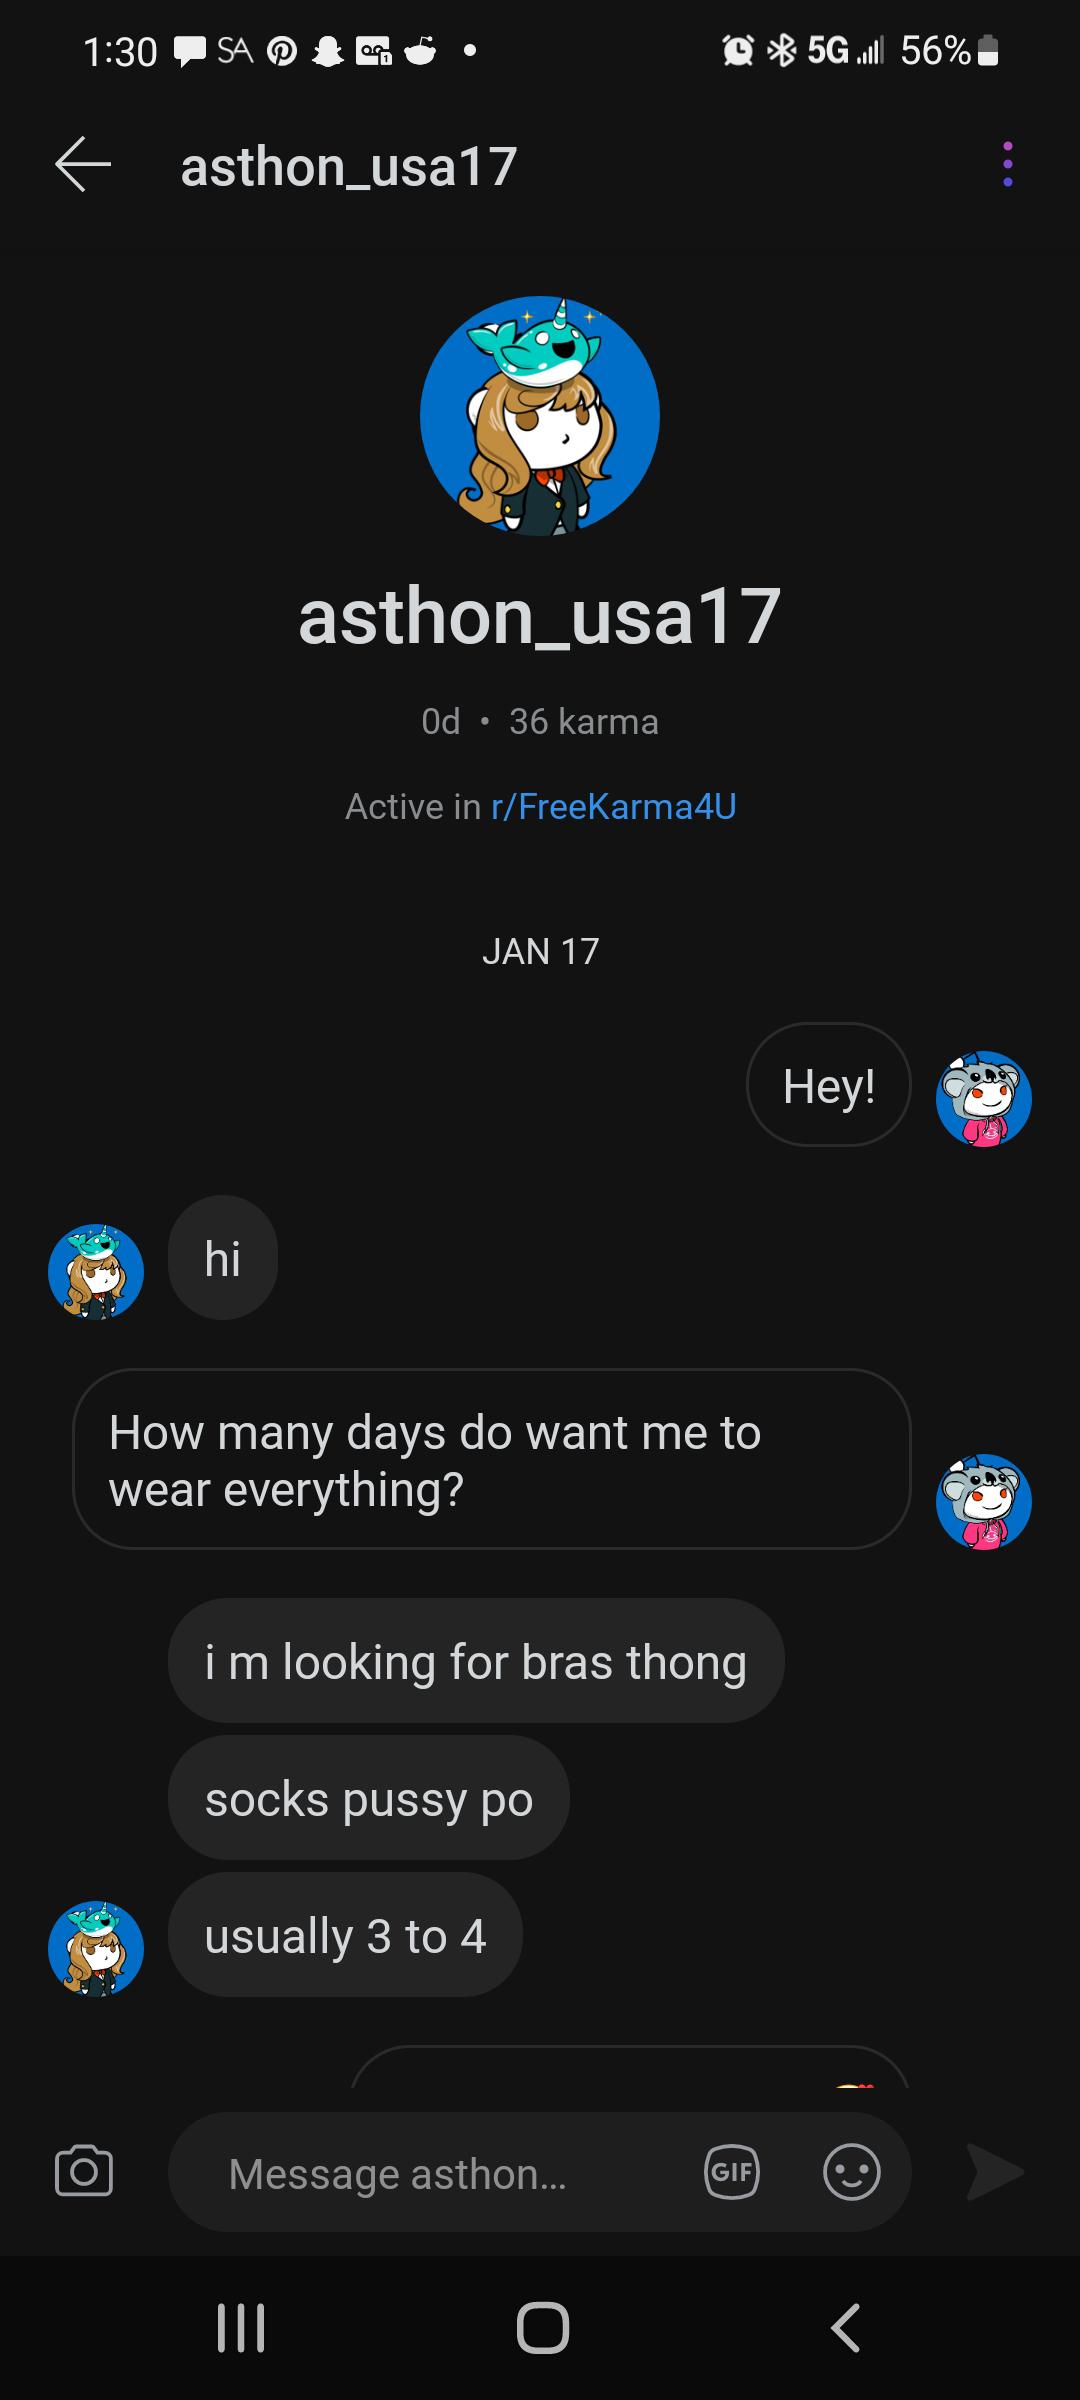 1:30 SA 1 5G 56%
asthon_usa17
asthon_usa17
0d • 36 karma
Active in r/FreeKarma4U
JAN 17
Hey!
hi
How many days do want me to
wear everything?
i m looking for bras thong
socks pussy po
usually 3 to 4
Message asthon...
GIF